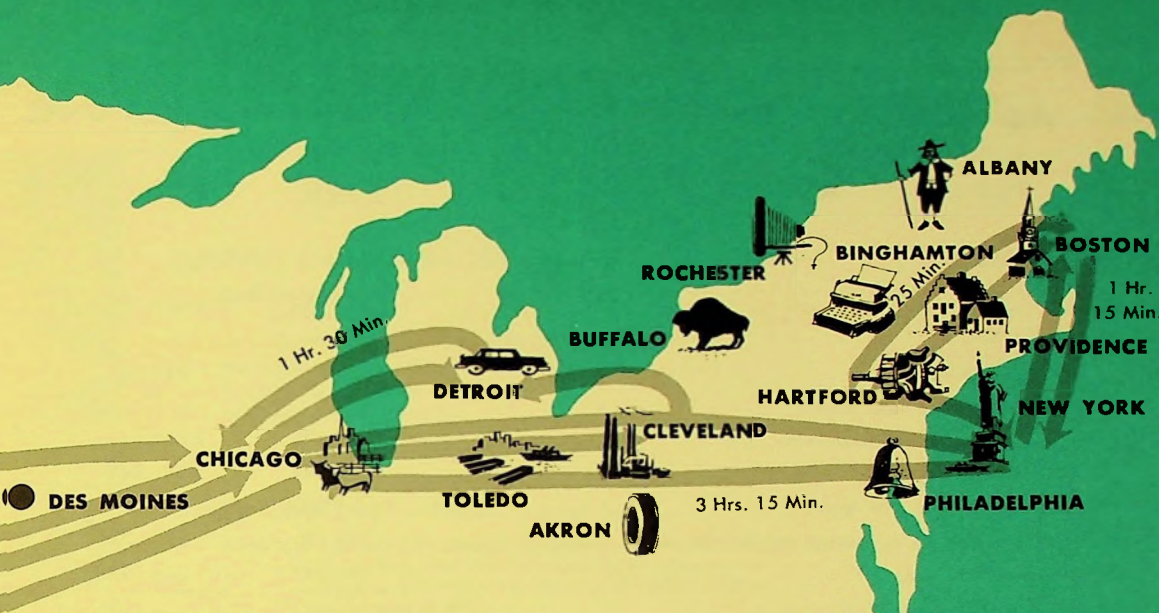 ALBANY
BINGHAMTON
BOSTON
ROCHESTER
25 Min.
1 Hr.
15 Min.
1 Hr. 30 Min.
BUFFALO
PROVIDENCE
DETROIT
HARTFORD
NEW YORK
CLEVELAND
CHICAGO
DES MOINES
TOLEDO
3 Hrs. 15 Min.
PHILADELPHIA
AKRON